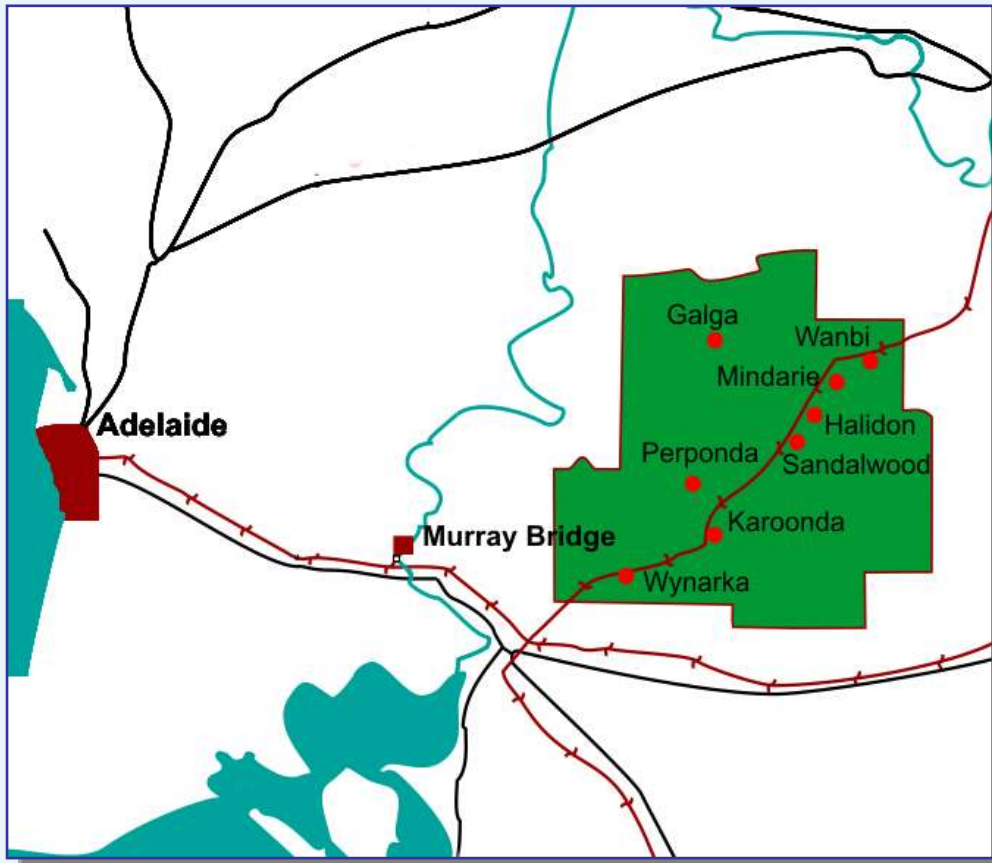 Galga
Wanbi
Mindarie
Halidon
Adelaide
Perponda
Sandalwood
Karoonda
Murray Bridge
Wynarka